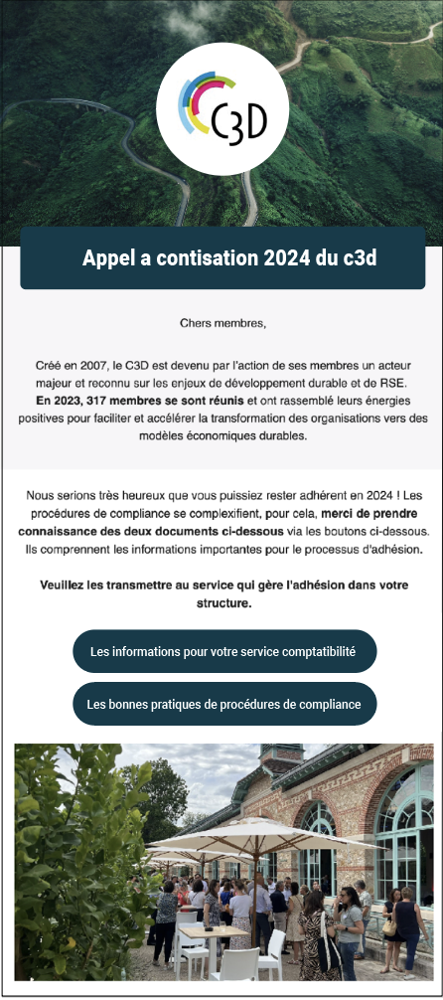 C3D
Appel a contisation 2024 du c3d
Chers membres,
Créé en 2007, le C3D est devenu par l'action de ses membres un acteur
majeur et reconnu sur les enjeux de développement durable et de RSE.
En 2023, 317 membres se sont réunis et ont rassemblé leurs énergies
positives pour faciliter et accélérer la transformation des organisations vers des
modèles économiques durables.
Nous serions très heureux que vous puissiez rester adhérent en 2024 ! Les
procédures de compliance se complexifient, pour cela, merci de prendre
connaissance des deux documents ci-dessous via les boutons ci-dessous.
Ils comprennent les informations importantes pour le processus d'adhésion.
Veuillez les transmettre au service qui gère l'adhésion dans votre
structure.
Les informations pour votre service comptatibilité
Les bonnes pratiques de procédures de compliance